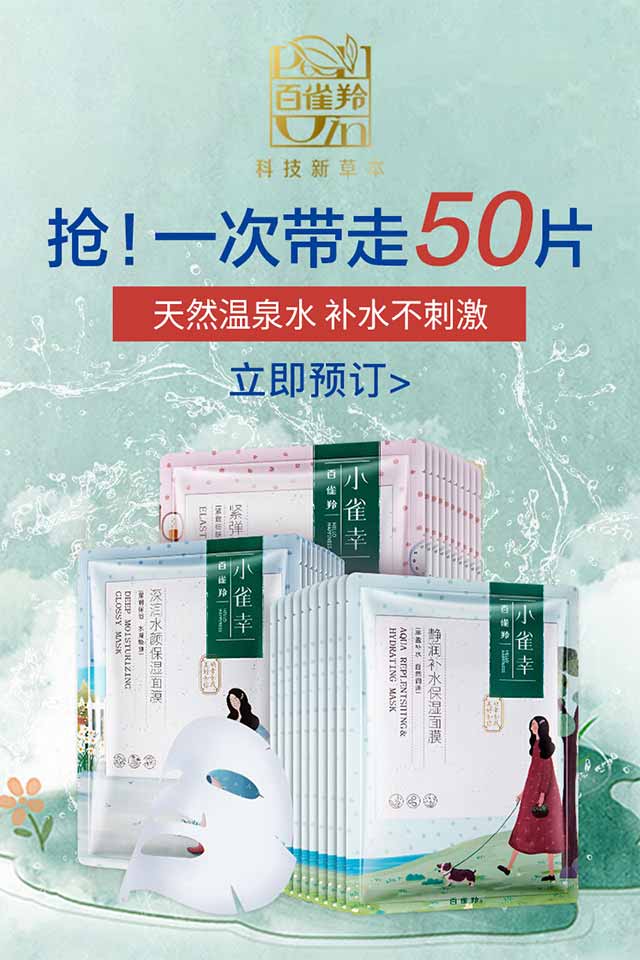 百雀羚
科技新草本
抢！一次带走50片
天然温泉水 补水不刺激
立即预订>
小雀幸
百雀羚
紧弹
小雀幸
百雀羚
深润水颜保湿面膜
DEEP MOISTURIZING
GLOSSY MASK
小雀幸
百雀羚
静润补水保湿面膜
AQUA REPLENISHING&
HYDRATING MASK
百雀羚